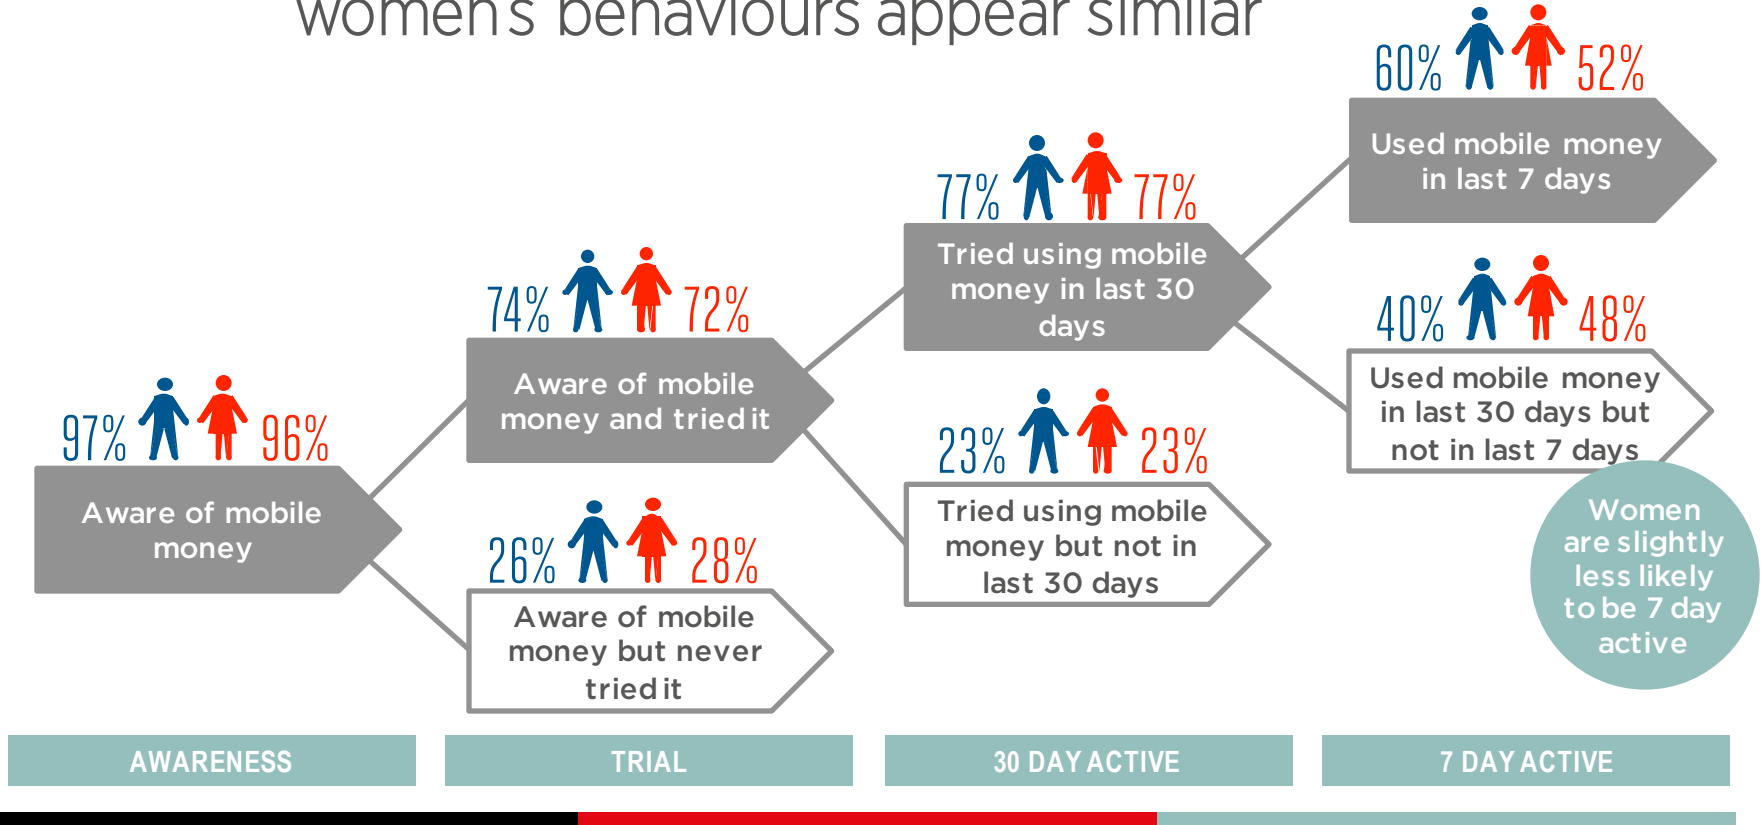 women's behaviours appear similar
60%
52%
Used mobile money
in last 7 days
77%
77%
Tried using mobile
money in last 30
days
74%
72%
Aware of mobile
money and tried it
40%
48%
Used mobile money
in last 30 days but
not in last 7 days
97%
96%
Aware of mobile
money
23%
23%
Tried using mobile
money but not in
last 30 days
26%
28%
Aware of mobile
money but never
tried it
Women
are slightly
less likely
to be 7 day
active
AWARENESS
TRIAL
30 DAY ACTIVE
7 DAY ACTIVE